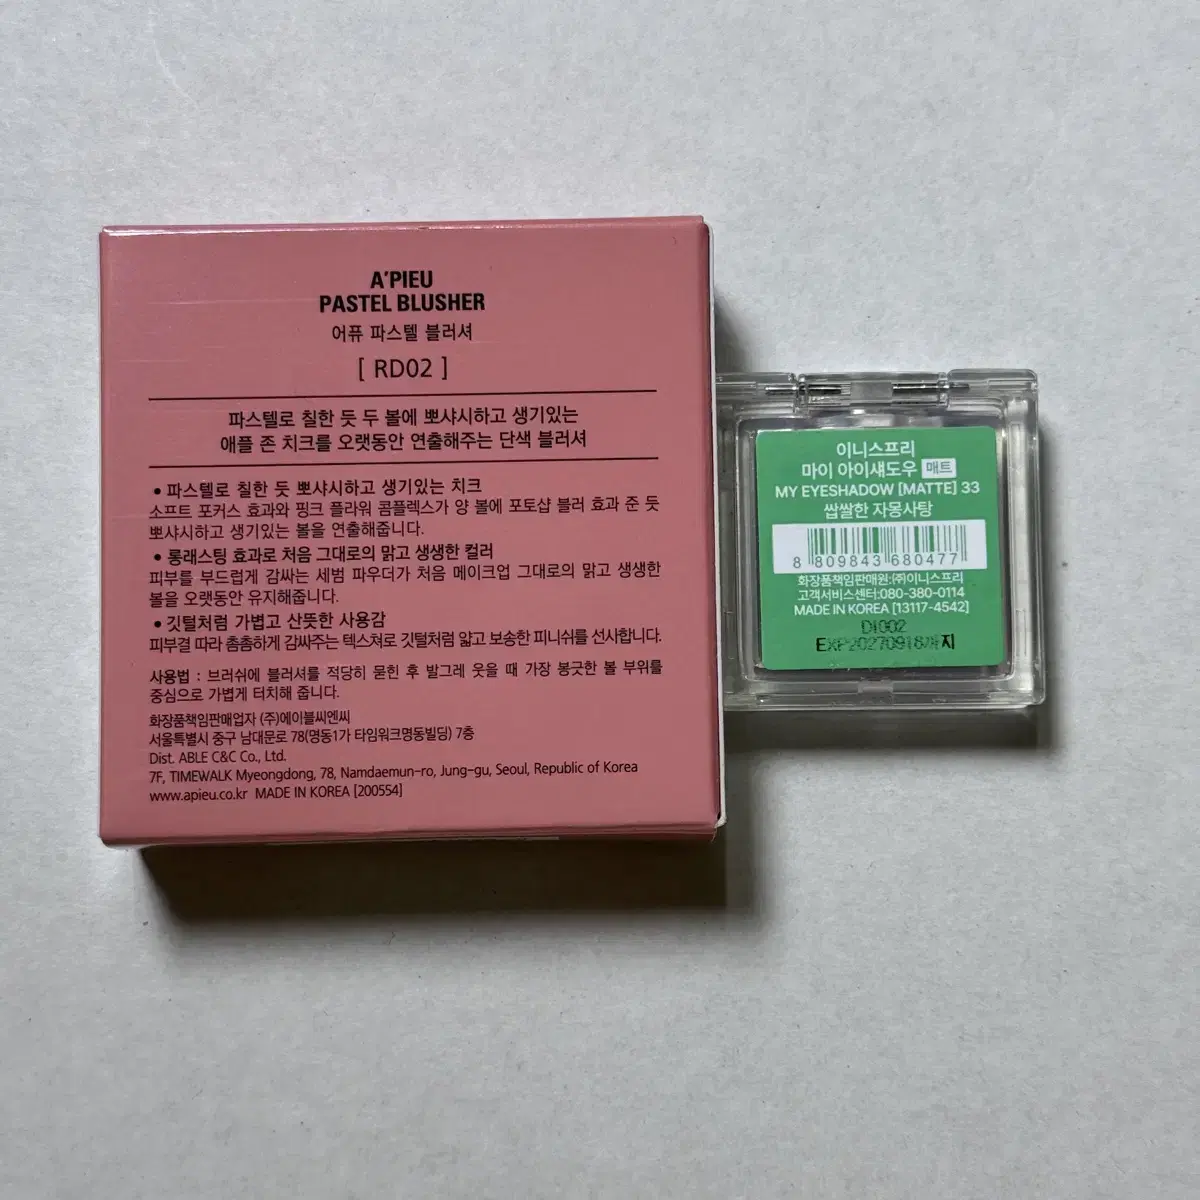 A'PIEU
PASTEL BLUSHER
어퓨 파스텔 블러셔
[ RD02 ]
파스텔로 칠한 듯 두 볼에 뽀샤시하고 생기있는
애플 존 치크를 오랫동안 연출해주는 단색 블러셔
• 파스텔로 칠한 듯 뽀샤시하고 생기있는 치크
소프트 포커스 효과와 핑크 플라워 콤플렉스가 양 볼에 포토샵 블러 효과 준 듯
뽀샤시하고 생기있는 볼을 연출해줍니다.
• 롱래스팅 효과로 처음 그대로의 맑고 생생한 컬러
피부를 부드럽게 감싸는 세범 파우더가 처음 메이크업 그대로의 맑고 생생한
볼을 오랫동안 유지해줍니다.
• 깃털처럼 가볍고 산뜻한 사용감
피부결 따라 촘촘하게 감싸주는 텍스쳐로 깃털처럼 얇고 보송한 피니쉬를 선사합니다.
사용법 : 브러쉬에 블러셔를 적당히 묻힌 후 발그레 웃을 때 가장 봉긋한 볼 부위를
중심으로 가볍게 터치해 줍니다.
화장품책임판매업자 (주)에이블씨엔씨
서울특별시 중구 남대문로 78(명동1가 타임워크명동빌딩) 7층
Dist. ABLE C&C Co., Ltd.
7F, TIMEWALK Myeongdong, 78, Namdaemun-ro, Jung-gu, Seoul, Republic of Korea
www.apieu.co.kr MADE IN KOREA [200554]
이니스프리
마이 아이섀도우 매트
MY EYESHADOW [MATTE] 33
쌉쌀한 자몽사탕
8 809843 680477
화장품책임판매원:(주)이니스프리
고객서비스센터:080-380-0114
MADE IN KOREA [13117-4542]
DI002
EXP20270918까지